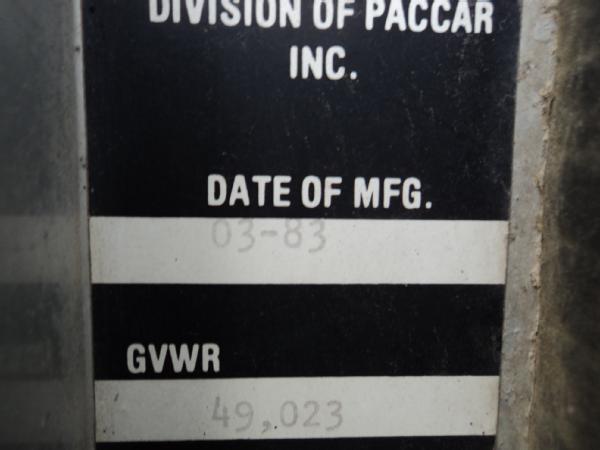 DIVISION OF PACCAR
INC.
DATE OF MFG.
03-83
GVWR
49,023